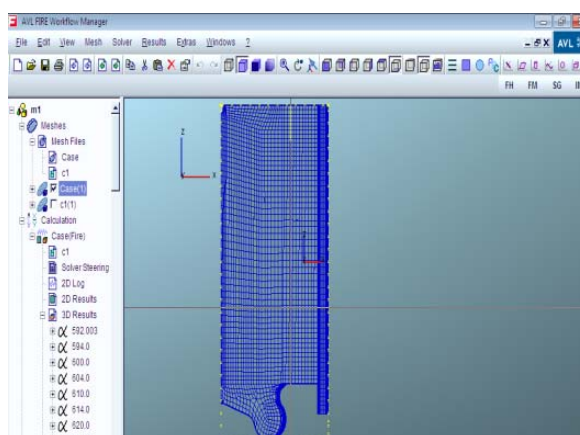 AVL FIRE Workflow Manager
File Edit View Mesh Solver Results Extras Windows ?
AVL
FH FM SG
m1
Meshes
Mesh Files
Case
c1
Case(1)
c1(1)
Calculation
Case(Fire)
c1
Solver Steering
2D Log
2D Results
3D Results
592.003
594.0
600.0
604.0
610.0
614.0
620.0
Z
X
Z